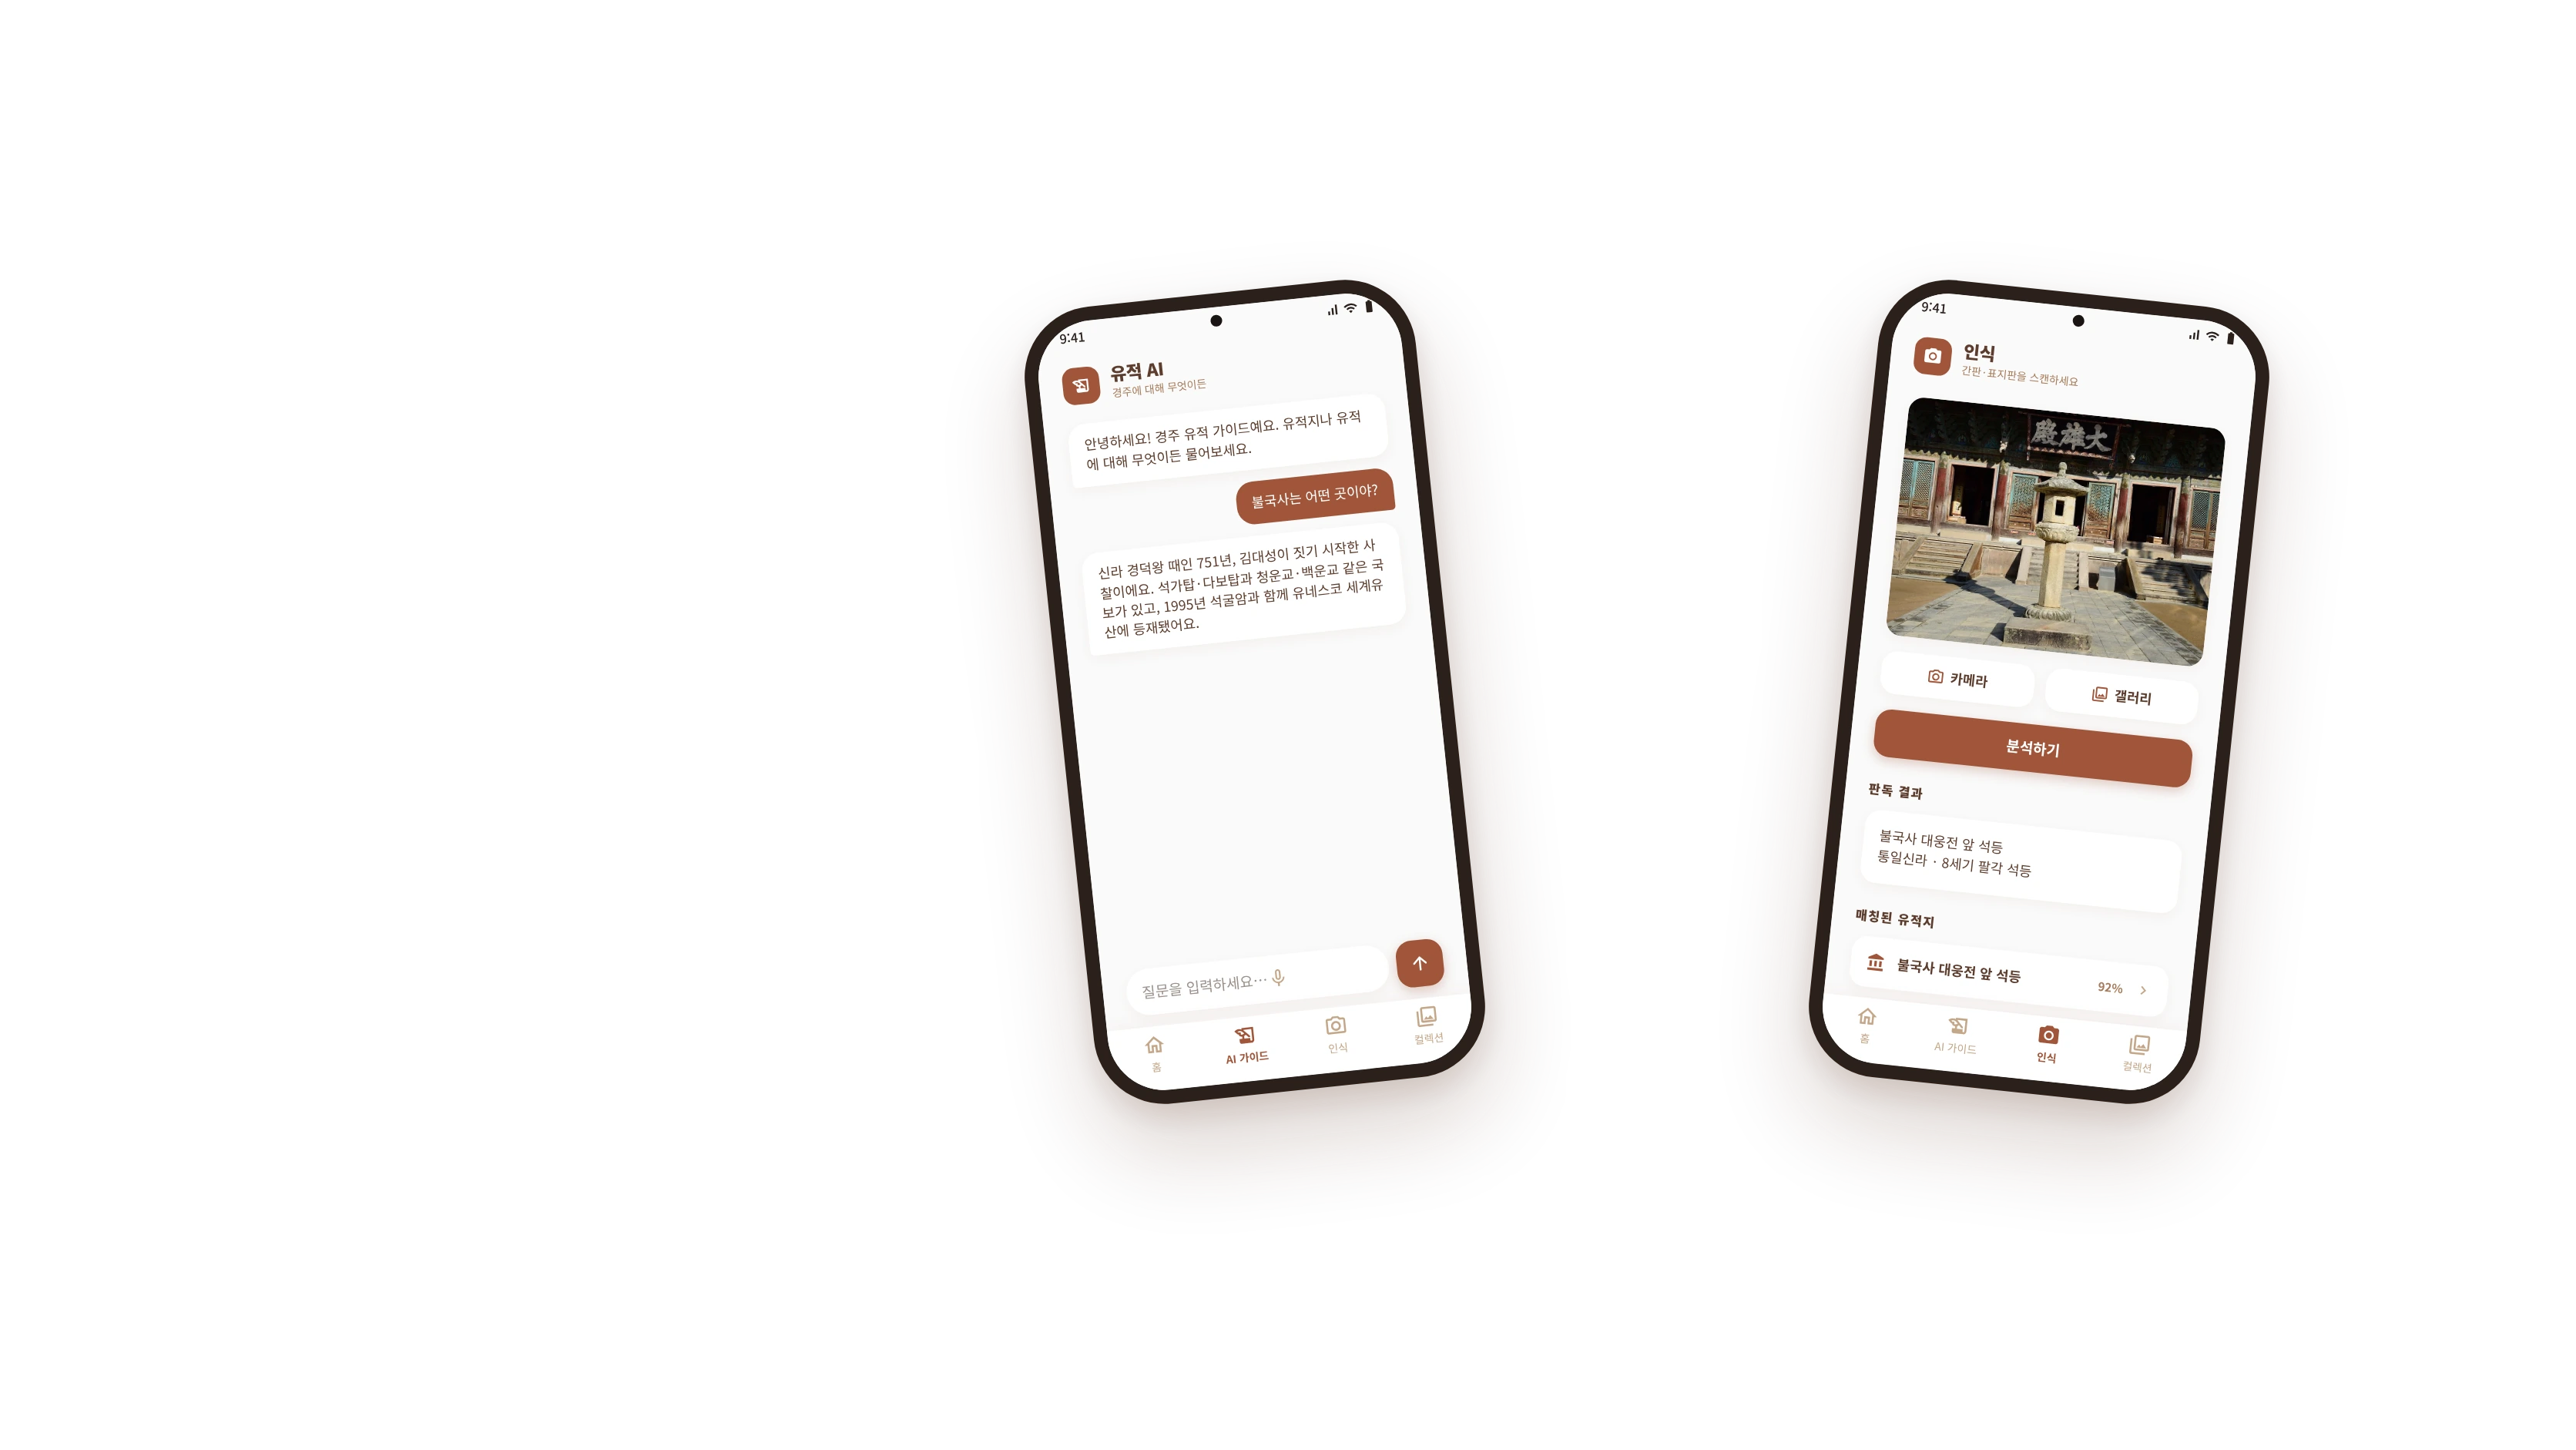 9:41
유적 AI
경주에 대해 무엇이든
안녕하세요! 경주 유적 가이드예요. 유적지나 유적
에 대해 무엇이든 물어보세요.
불국사는 어떤 곳이야?
신라 경덕왕 때인 751년, 김대성이 짓기 시작한 사
찰이에요. 석가탑·다보탑과 청운교·백운교 같은 국
보가 있고, 1995년 석굴암과 함께 유네스코 세계유
산에 등재됐어요.
질문을 입력하세요…
홈
AI 가이드
인식
컬렉션
9:41
인식
간판·표지판을 스캔하세요
殿雄大
카메라
갤러리
분석하기
판독 결과
불국사 대웅전 앞 석등
통일신라 · 8세기 팔각 석등
매칭된 유적지
불국사 대웅전 앞 석등
92%
홈
AI 가이드
인식
컬렉션